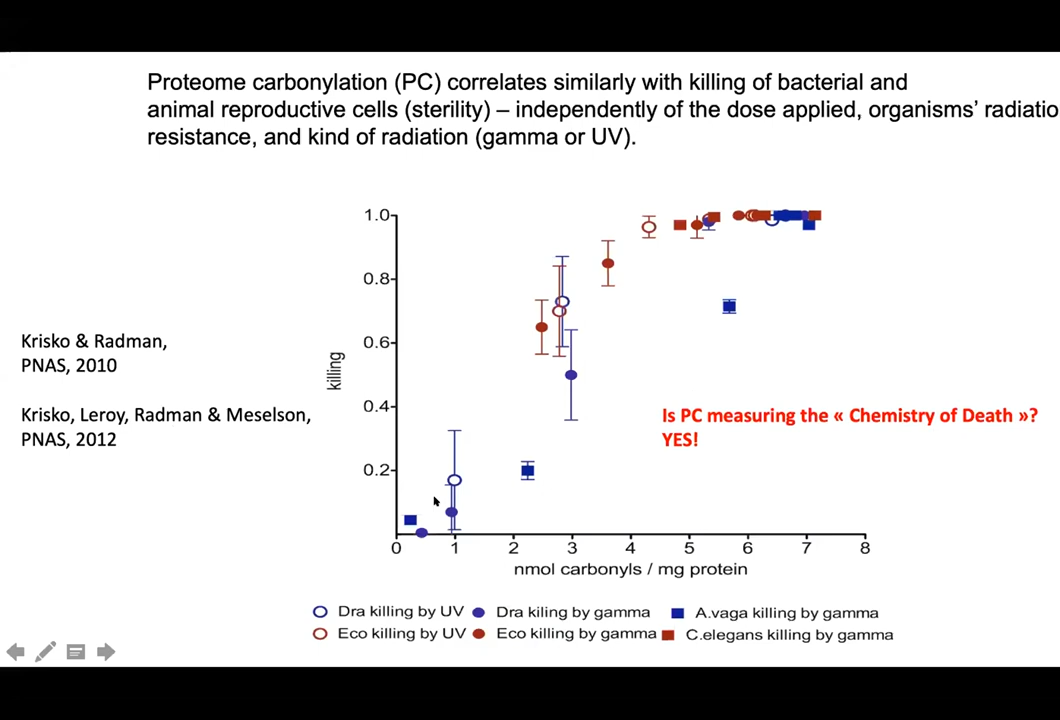 Proteome carbonylation (PC) correlates similarly with killing of bacterial and
animal reproductive cells (sterility) – independently of the dose applied, organisms' radiatio
resistance, and kind of radiation (gamma or UV).
Krisko & Radman,
PNAS, 2010
Krisko, Leroy, Radman & Meselson,
PNAS, 2012
killing
1.0
0.8
0.6
0.4
0.2
0 1 2 3 4 5 6 7 8
nmol carbonyls / mg protein
Is PC measuring the « Chemistry of Death »?
YES!
Dra killing by UV Dra kiling by gamma A.vaga killing by gamma
Eco killing by UV Eco killing by gamma C.elegans killing by gamma